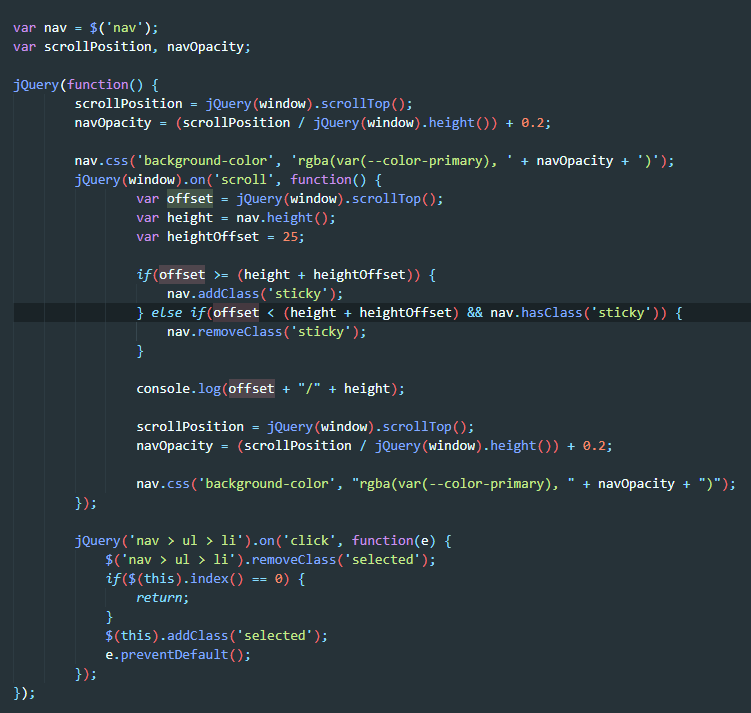 var nav = $('nav');
var scrollPosition, navOpacity;
jQuery(function() {
scrollPosition = jQuery(window).scrollTop();
navOpacity = (scrollPosition / jQuery(window).height()) + 0.2;
nav.css('background-color', 'rgba(var(--color-primary), ' + navOpacity + ')');
jQuery(window).on('scroll', function() {
var offset = jQuery(window).scrollTop();
var height = nav.height();
var heightOffset = 25;
if(offset >= (height + heightOffset)) {
nav.addClass('sticky');
} else if(offset < (height + heightOffset) && nav.hasClass('sticky')) {
nav.removeClass('sticky');
}
console.log(offset + "/" + height);
scrollPosition = jQuery(window).scrollTop();
navOpacity = (scrollPosition / jQuery(window).height()) + 0.2;
nav.css('background-color', "rgba(var(--color-primary), " + navOpacity + ")");
});
jQuery('nav > ul > li').on('click', function(e) {
$('nav > ul > li').removeClass('selected');
if($(this).index() == 0) {
return;
}
$(this).addClass('selected');
e.preventDefault();
});
});